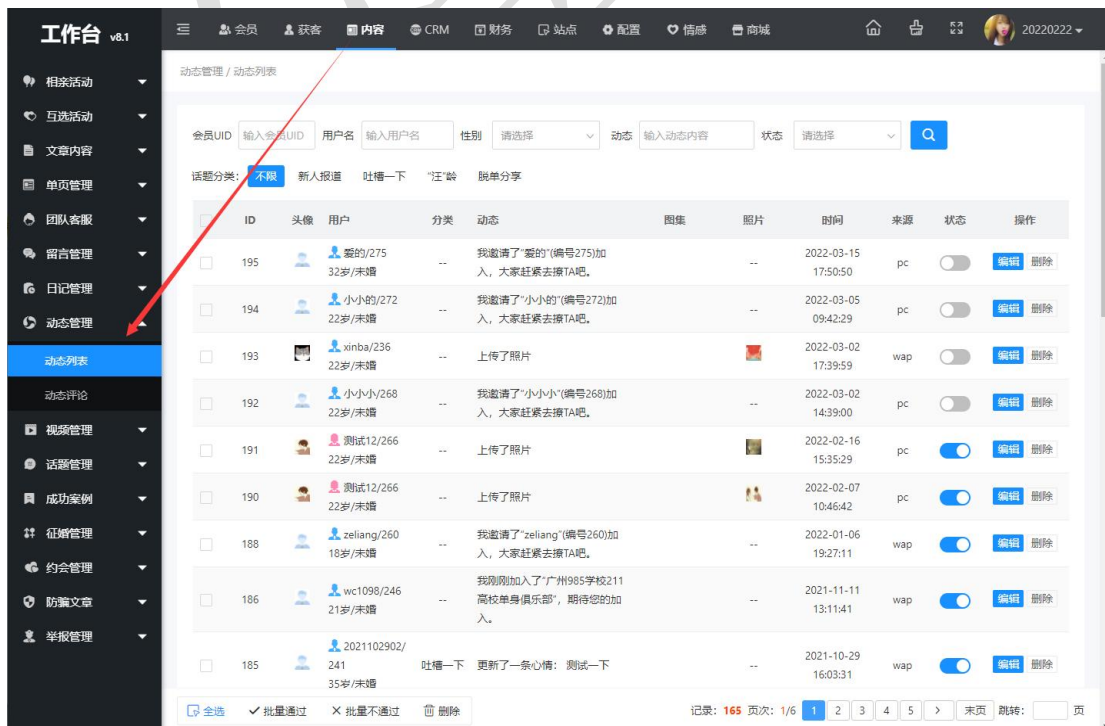 工作台 v8.1
会员 获客 内容 CRM 财务 站点 配置 情感 商城 20220222
相亲活动
互选活动
文章内容
单页管理
团队客服
留言管理
日记管理
动态管理
动态列表
动态评论
视频管理
话题管理
成功案例
征婚管理
约会管理
防骗文章
举报管理
动态管理 / 动态列表
会员UID 输入会员UID 用户名 输入用户名 性别 请选择 动态 输入动态内容 状态 请选择
话题分类: 不限 新人报道 吐槽一下 "汪"龄 脱单分享
ID 头像 用户 分类 动态 图集 照片 时间 来源 状态 操作
195 爱的/275 32岁/未婚 -- 我邀请了"爱的"(编号275)加入，大家赶紧去撩TA吧。 -- 2022-03-15 17:50:50 pc 编辑 删除
194 小小的/272 22岁/未婚 -- 我邀请了"小小的"(编号272)加入，大家赶紧去撩TA吧。 -- 2022-03-05 09:42:29 pc 编辑 删除
193 xinba/236 22岁/未婚 -- 上传了照片 2022-03-02 17:39:59 wap 编辑 删除
192 小小小/268 22岁/未婚 -- 我邀请了"小小小"(编号268)加入，大家赶紧去撩TA吧。 -- 2022-03-02 14:39:00 pc 编辑 删除
191 测试12/266 22岁/未婚 -- 上传了照片 2022-02-16 15:35:29 pc 编辑 删除
190 测试12/266 22岁/未婚 -- 上传了照片 2022-02-07 10:46:42 pc 编辑 删除
188 zeliang/260 18岁/未婚 -- 我邀请了"zeliang"(编号260)加入，大家赶紧去撩TA吧。 -- 2022-01-06 19:27:11 wap 编辑 删除
186 wc1098/246 21岁/未婚 -- 我刚刚加入了"广州985学校211高校单身俱乐部"，期待您的加入。 -- 2021-11-11 13:11:41 wap 编辑 删除
185 2021102902/241 35岁/未婚 吐槽一下 更新了一条心情： 测试一下 -- 2021-10-29 16:03:31 wap 编辑 删除
全选 批量通过 批量不通过 删除 记录: 165 页次: 1/6 1 2 3 4 5 > 末页 跳转: 页